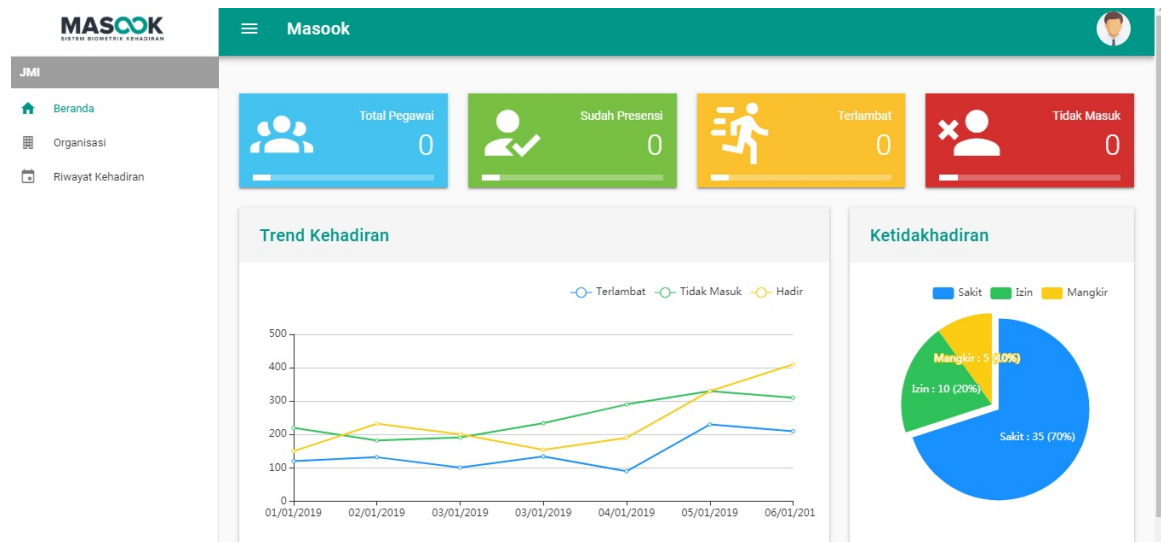 MASOOK
SISTEM BIOMETRIK KEHADIRAN
Masook
JMI
Beranda
Organisasi
Riwayat Kehadiran
Total Pegawai
0
Sudah Presensi
0
Terlambat
0
Tidak Masuk
0
Trend Kehadiran
Terlambat Tidak Masuk Hadir
500
400
300
200
100
0
01/01/2019 02/01/2019 03/01/2019 03/01/2019 04/01/2019 05/01/2019 06/01/201
Ketidakhadiran
Sakit Izin Mangkir
Mangkir : 5 (10%)
Izin : 10 (20%)
Sakit : 35 (70%)